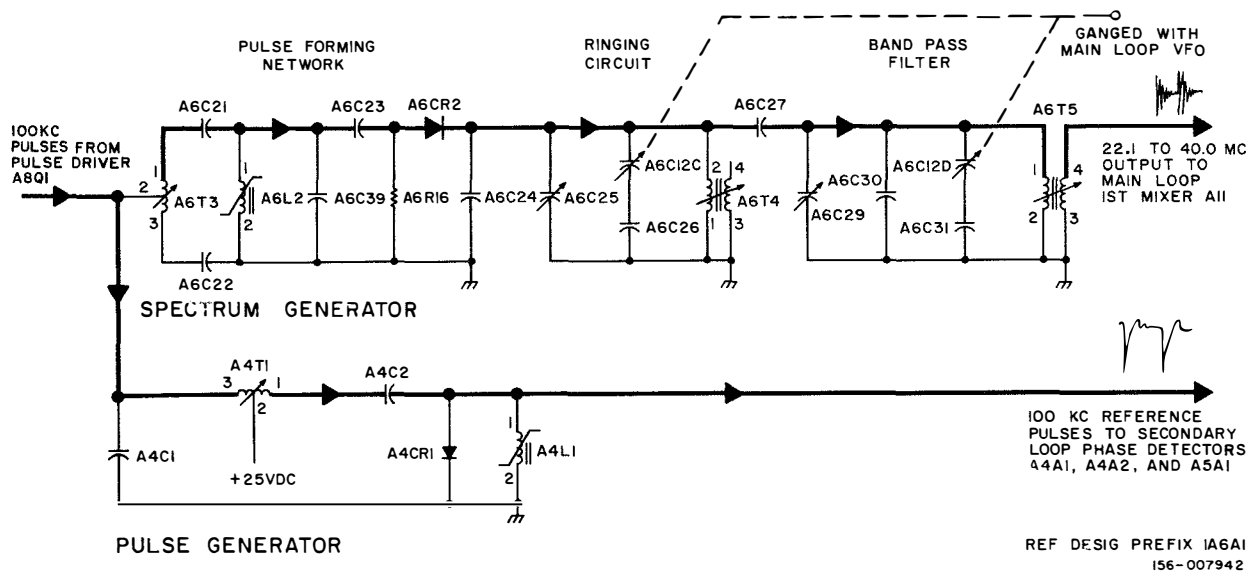 PULSE FORMING
NETWORK
RINGING
CIRCUIT
BAND PASS
FILTER
GANGED WITH
MAIN LOOP VFO
A6C21
A6C23
A6CR2
A6C27
A6T5
100KC
PULSES FROM
PULSE DRIVER
A8Q1
1
2
3
A6T3
1
2
A6L2
A6C39
A6R16
A6C24
A6C25
A6C12C
A6C26
2 4
1 3
A6T4
A6C29
A6C30
A6C12D
A6C31
1 4
2 3
22.1 TO 40.0 MC
OUTPUT TO
MAIN LOOP
1ST MIXER A11
A6C22
SPECTRUM GENERATOR
A4T1
3 1
2
A4C2
A4C1
+25VDC
A4CR1
1
2
A4L1
100 KC REFERENCE
PULSES TO SECONDARY
LOOP PHASE DETECTORS
A4A1, A4A2, AND A5A1
PULSE GENERATOR
REF DESIG PREFIX 1A6A1
156-007942